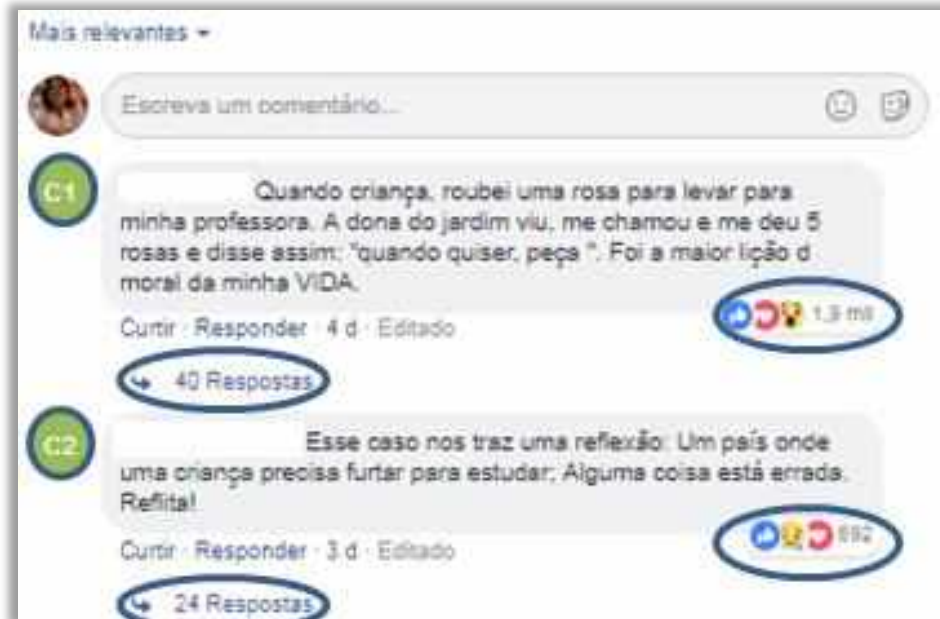 Mais relevantes
Escreva um comentário...
C1
Quando criança, roubei uma rosa para levar para
minha professora. A dona do jardim viu, me chamou e me deu 5
rosas e disse assim: "quando quiser, peça ". Foi a maior lição d
moral da minha VIDA.
1,9 mil
Curtir · Responder · 4 d · Editado
40 Respostas
C2
Esse caso nos traz uma reflexão: Um país onde
uma criança precisa furtar para estudar; Alguma coisa está errada.
Reflita!
692
Curtir · Responder · 3 d · Editado
24 Respostas